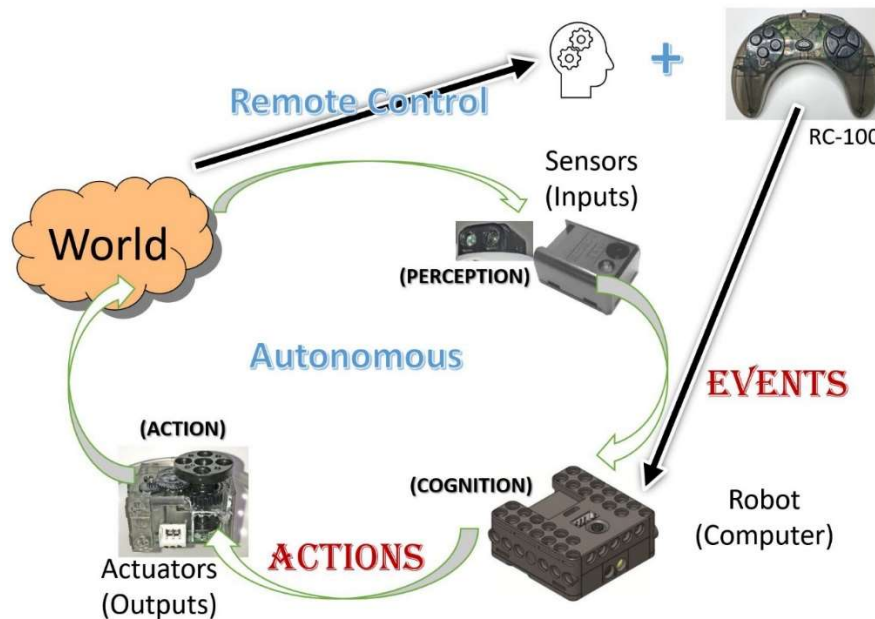 Remote Control
+
RC-100
Sensors
(Inputs)
World
(PERCEPTION)
Autonomous
EVENTS
(ACTION)
(COGNITION)
Robot
(Computer)
ACTIONS
Actuators
(Outputs)